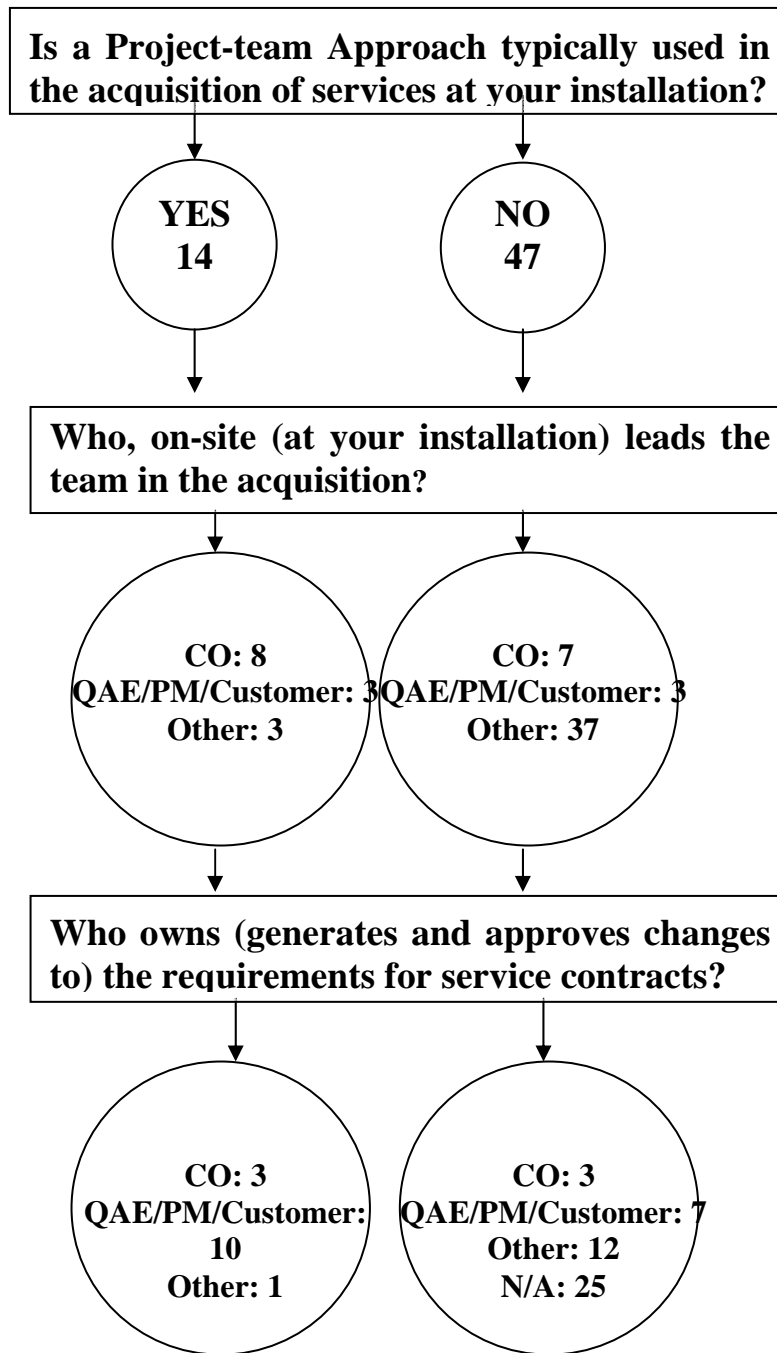 Is a Project-team Approach typically used in
the acquisition of services at your installation?
YES
14
NO
47
Who, on-site (at your installation) leads the
team in the acquisition?
CO: 8
QAE/PM/Customer: 3
Other: 3
CO: 7
QAE/PM/Customer: 3
Other: 37
Who owns (generates and approves changes
to) the requirements for service contracts?
CO: 3
QAE/PM/Customer:
10
Other: 1
CO: 3
QAE/PM/Customer: 7
Other: 12
N/A: 25